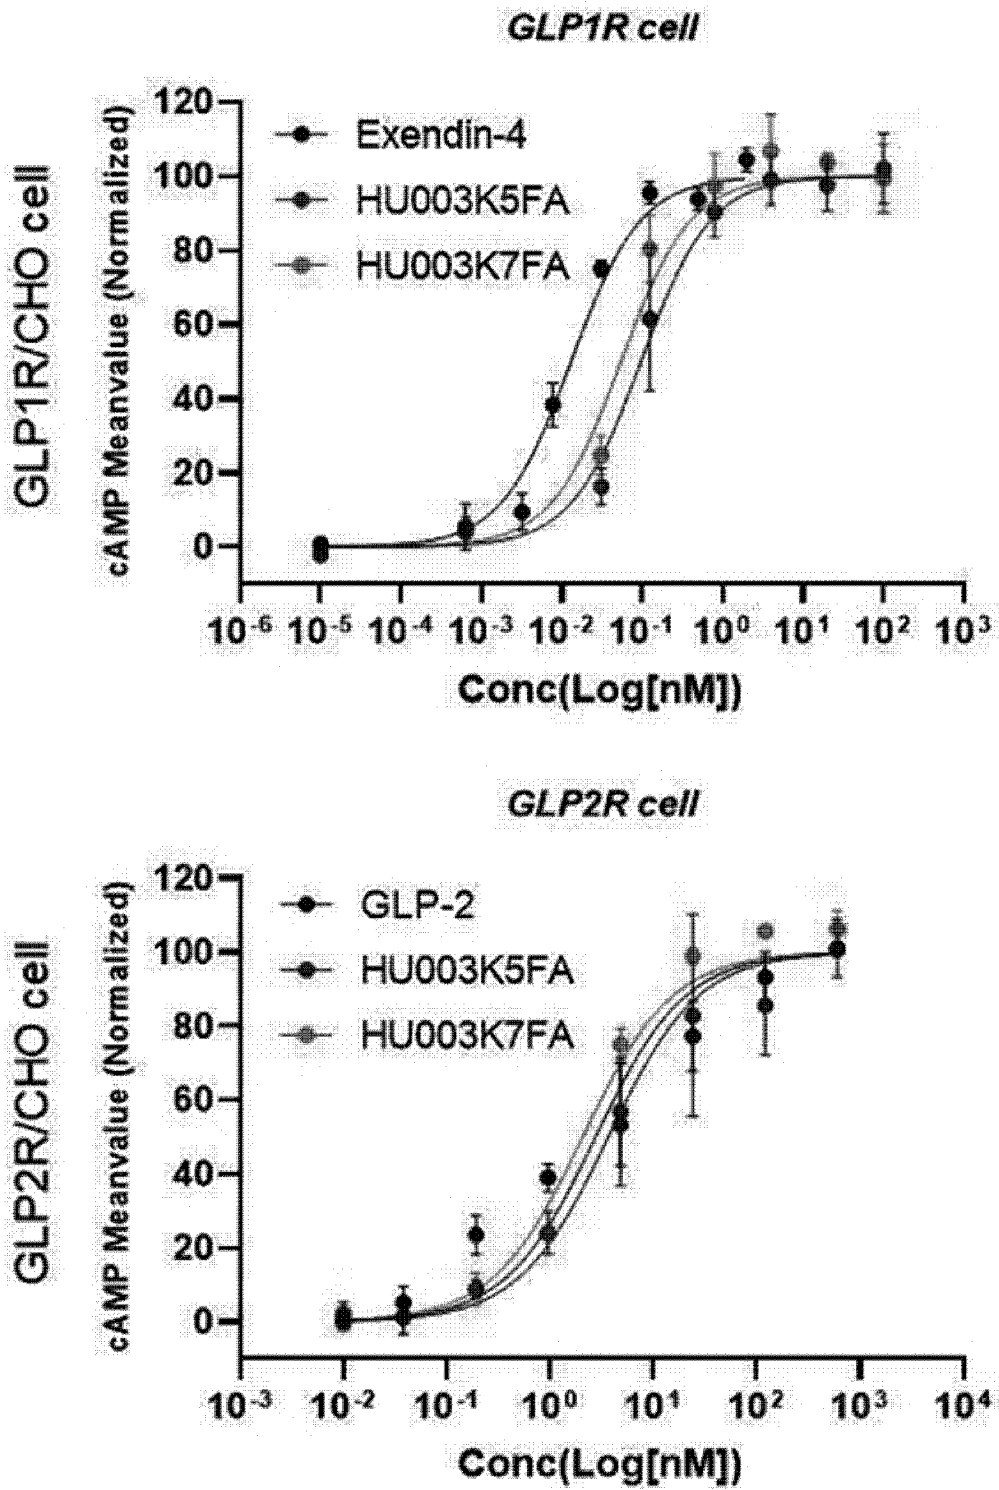 GLP1R cell
GLP1R/CHO cell
cAMP Meanvalue (Normalized)
120
100
80
60
40
20
0
Exendin-4
HU003K5FA
HU003K7FA
10-6 10-5 10-4 10-3 10-2 10-1 100 101 102 103
Conc(Log[nM])
GLP2R cell
GLP2R/CHO cell
cAMP Meanvalue (Normalized)
120
100
80
60
40
20
0
GLP-2
HU003K5FA
HU003K7FA
10-3 10-2 10-1 100 101 102 103 104
Conc(Log[nM])